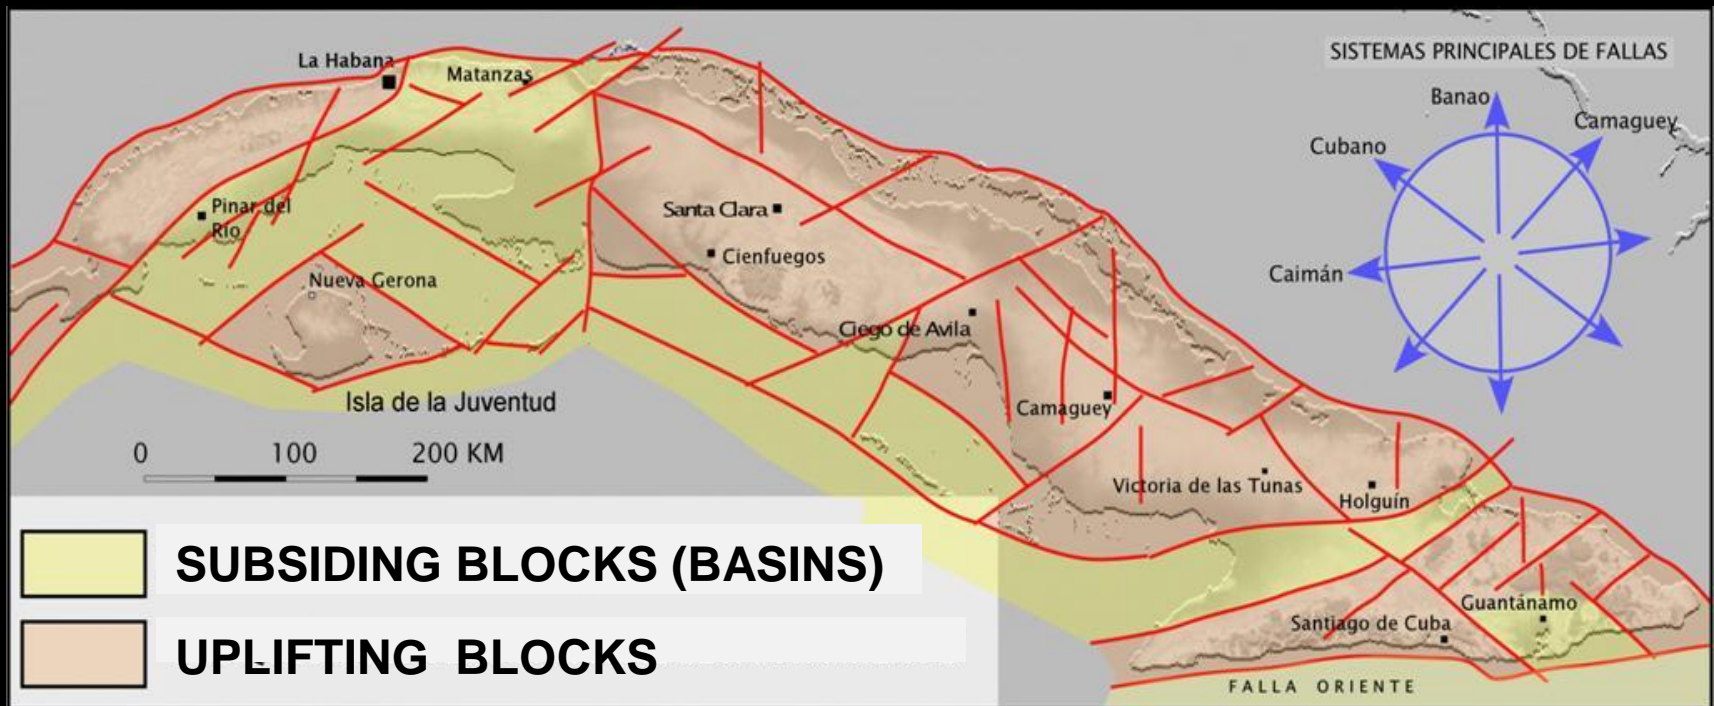 SISTEMAS PRINCIPALES DE FALLAS
Banao
Camaguey
Cubano
Caimán
La Habana
Matanzas
Pinar del
Rio
Nueva Gerona
Santa Clara
Cienfuegos
Ciego de Avila
Isla de la Juventud
Camaguey
0 100 200 KM
Victoria de las Tunas
Holguín
Guantánamo
Santiago de Cuba
FALLA ORIENTE
SUBSIDING BLOCKS (BASINS)
UPLIFTING BLOCKS